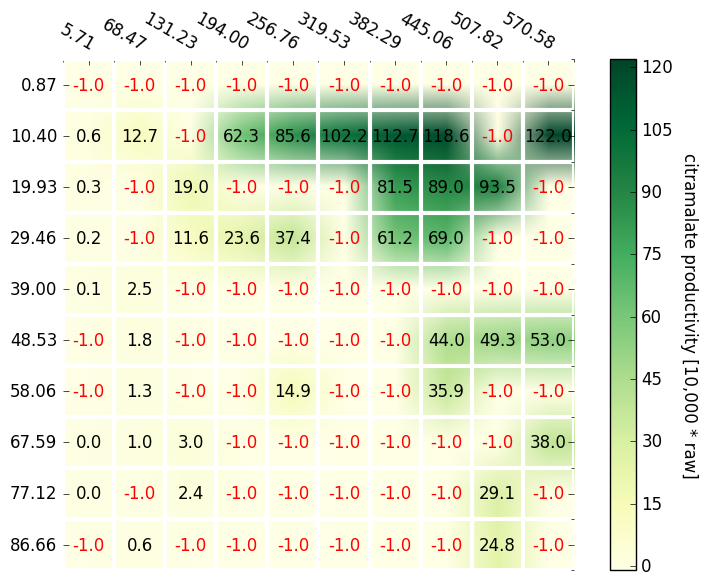 5.71 68.47 131.23 194.00 256.76 319.53 382.29 445.06 507.82 570.58
0.87 -1.0 -1.0 -1.0 -1.0 -1.0 -1.0 -1.0 -1.0 -1.0 -1.0
10.40 0.6 12.7 -1.0 62.3 85.6 102.2 112.7 118.6 -1.0 122.0
19.93 0.3 -1.0 19.0 -1.0 -1.0 -1.0 81.5 89.0 93.5 -1.0
29.46 0.2 -1.0 11.6 23.6 37.4 -1.0 61.2 69.0 -1.0 -1.0
39.00 0.1 2.5 -1.0 -1.0 -1.0 -1.0 -1.0 -1.0 -1.0 -1.0
48.53 -1.0 1.8 -1.0 -1.0 -1.0 -1.0 -1.0 44.0 49.3 53.0
58.06 -1.0 1.3 -1.0 -1.0 14.9 -1.0 -1.0 35.9 -1.0 -1.0
67.59 0.0 1.0 3.0 -1.0 -1.0 -1.0 -1.0 -1.0 -1.0 38.0
77.12 0.0 -1.0 2.4 -1.0 -1.0 -1.0 -1.0 -1.0 29.1 -1.0
86.66 -1.0 0.6 -1.0 -1.0 -1.0 -1.0 -1.0 -1.0 24.8 -1.0
120
105
90
75
60
45
30
15
0
citramalate productivity [10,000 * raw]